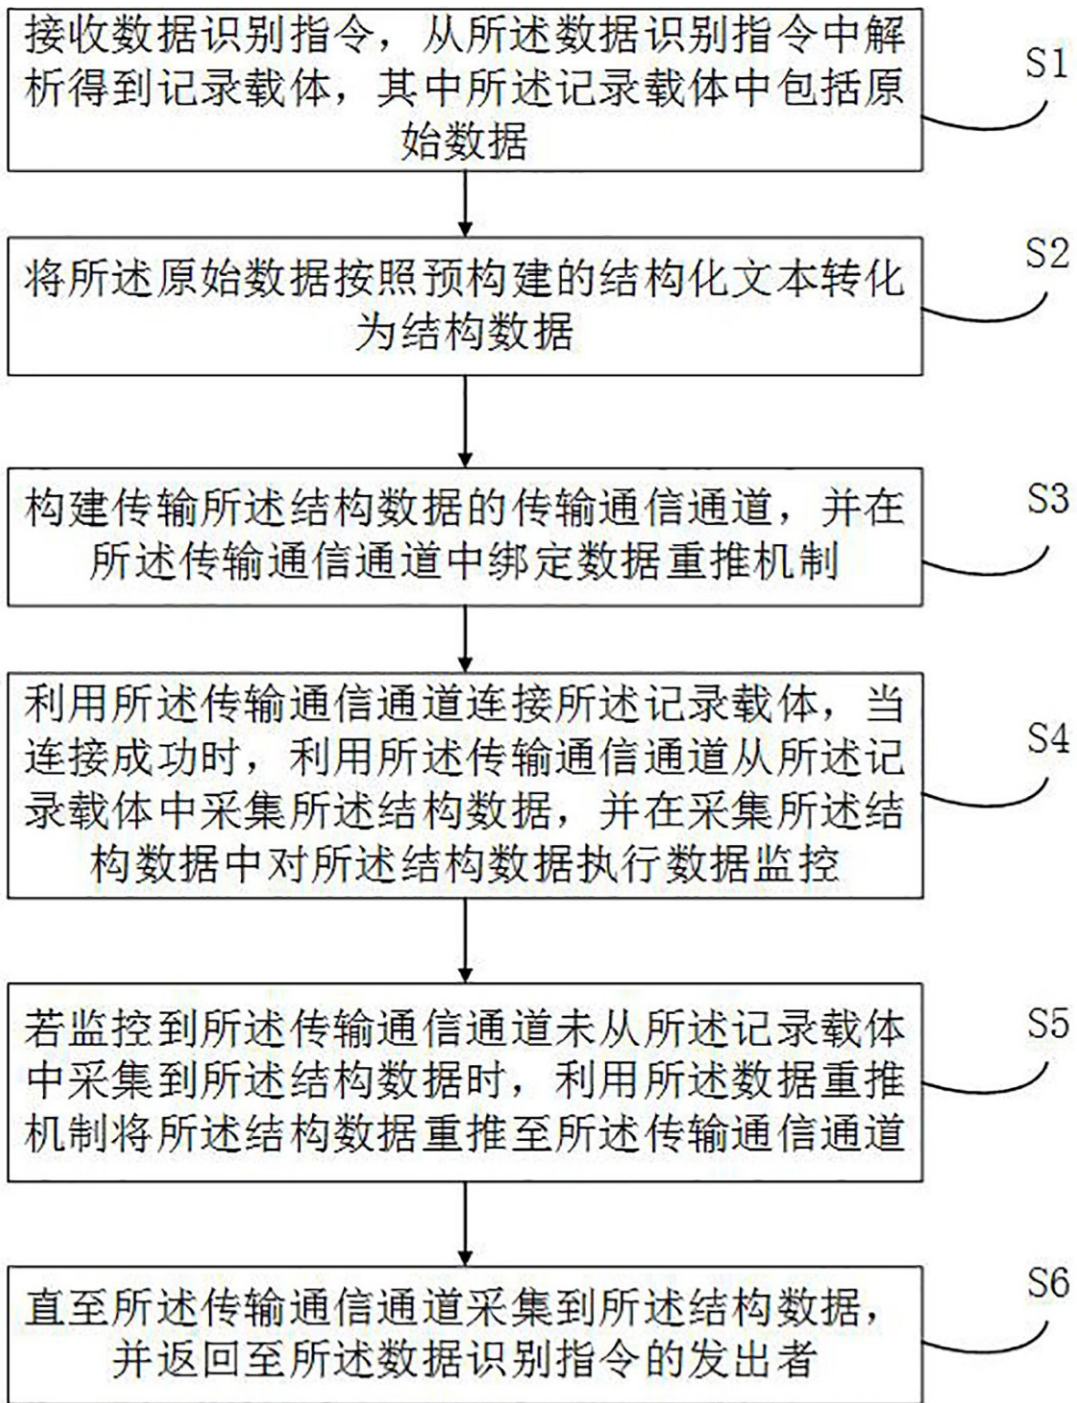 接收数据识别指令，从所述数据识别指令中解
析得到记录载体，其中所述记录载体中包括原
始数据
S1
将所述原始数据按照预构建的结构化文本转化
为结构数据
S2
构建传输所述结构数据的传输通信通道，并在
所述传输通信通道中绑定数据重推机制
S3
利用所述传输通信通道连接所述记录载体，当
连接成功时，利用所述传输通信通道从所述记
录载体中采集所述结构数据，并在采集所述结
构数据中对所述结构数据执行数据监控
S4
若监控到所述传输通信通道未从所述记录载体
中采集到所述结构数据时，利用所述数据重推
机制将所述结构数据重推至所述传输通信通道
S5
直至所述传输通信通道采集到所述结构数据，
并返回至所述数据识别指令的发出者
S6